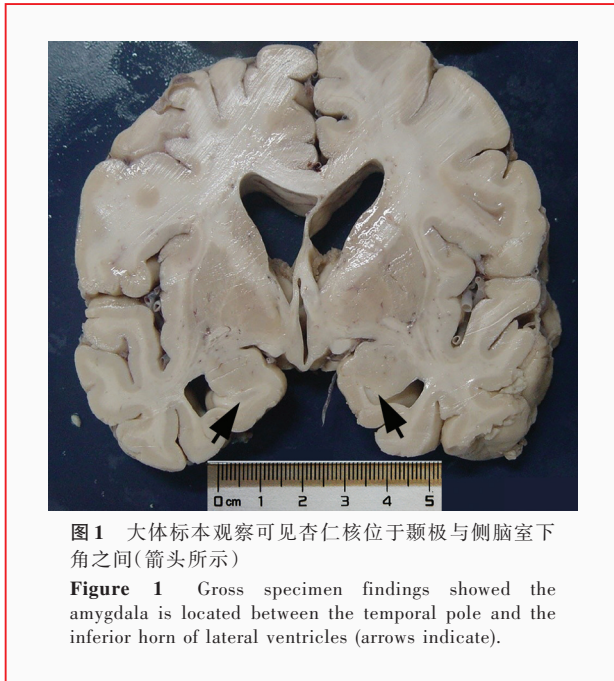 0 cm 1 2 3 4 5
图1 大体标本观察可见杏仁核位于颞极与侧脑室下
角之间(箭头所示)
Figure 1 Gross specimen findings showed the
amygdala is located between the temporal pole and the
inferior horn of lateral ventricles (arrows indicate).